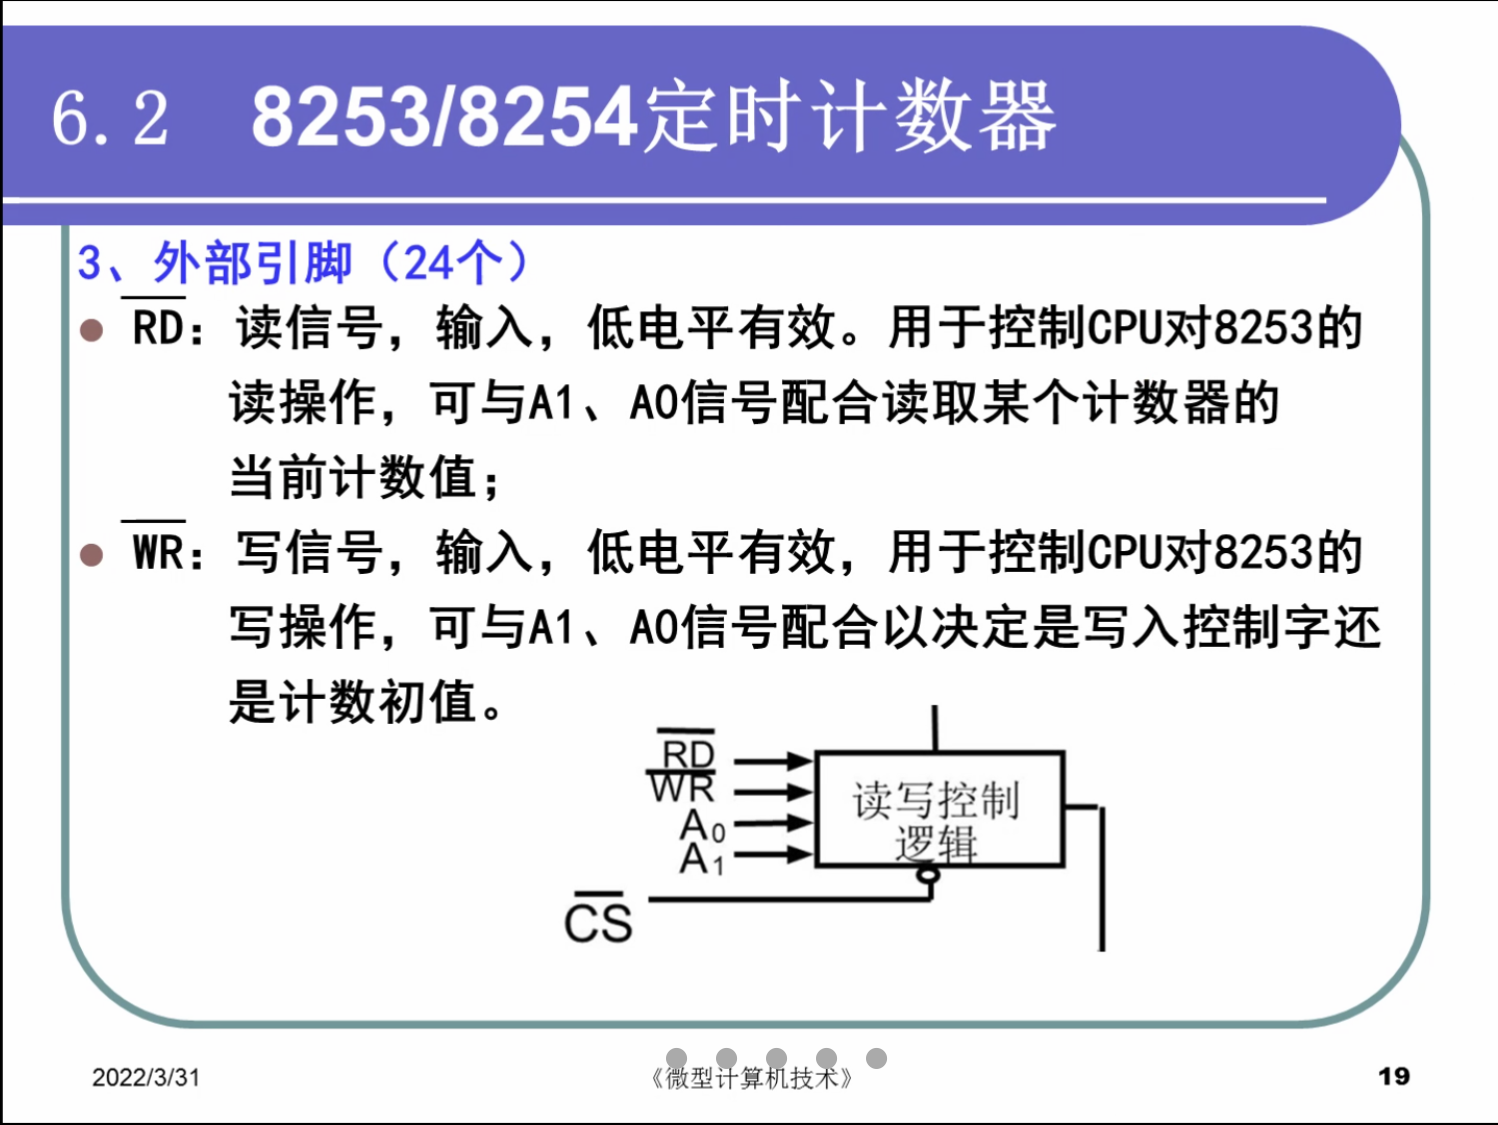 6.2 8253/8254定时计数器
3、外部引脚（24个）
RD：读信号，输入，低电平有效。用于控制CPU对8253的
读操作，可与A1、A0信号配合读取某个计数器的
当前计数值；
WR：写信号，输入，低电平有效，用于控制CPU对8253的
写操作，可与A1、A0信号配合以决定是写入控制字还
是计数初值。
RD
WR
A0
A1
CS
读写控制
逻辑
2022/3/31
《微型计算机技术》
19